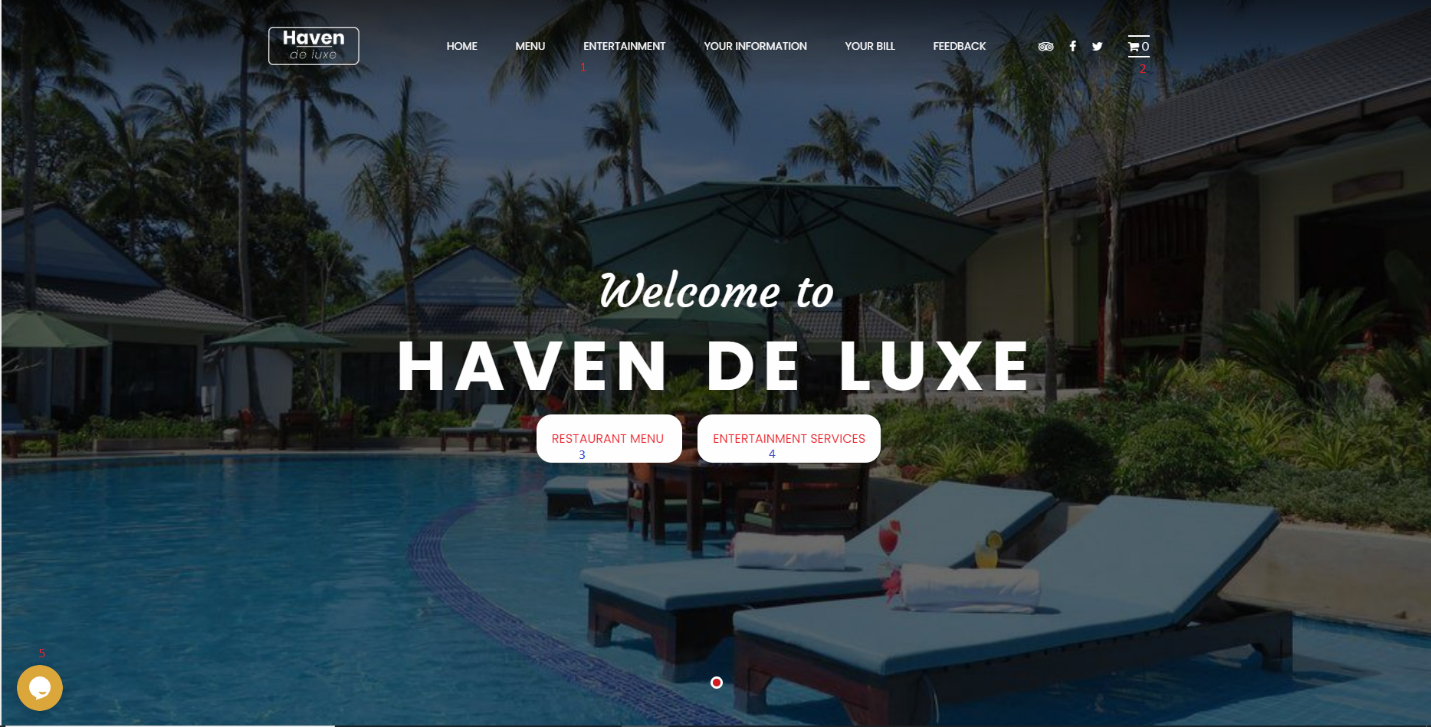 Haven
de luxe
HOME MENU ENTERTAINMENT YOUR INFORMATION YOUR BILL FEEDBACK 0
1 2
Welcome to
HAVEN DE LUXE
RESTAURANT MENU ENTERTAINMENT SERVICES
3 4
5